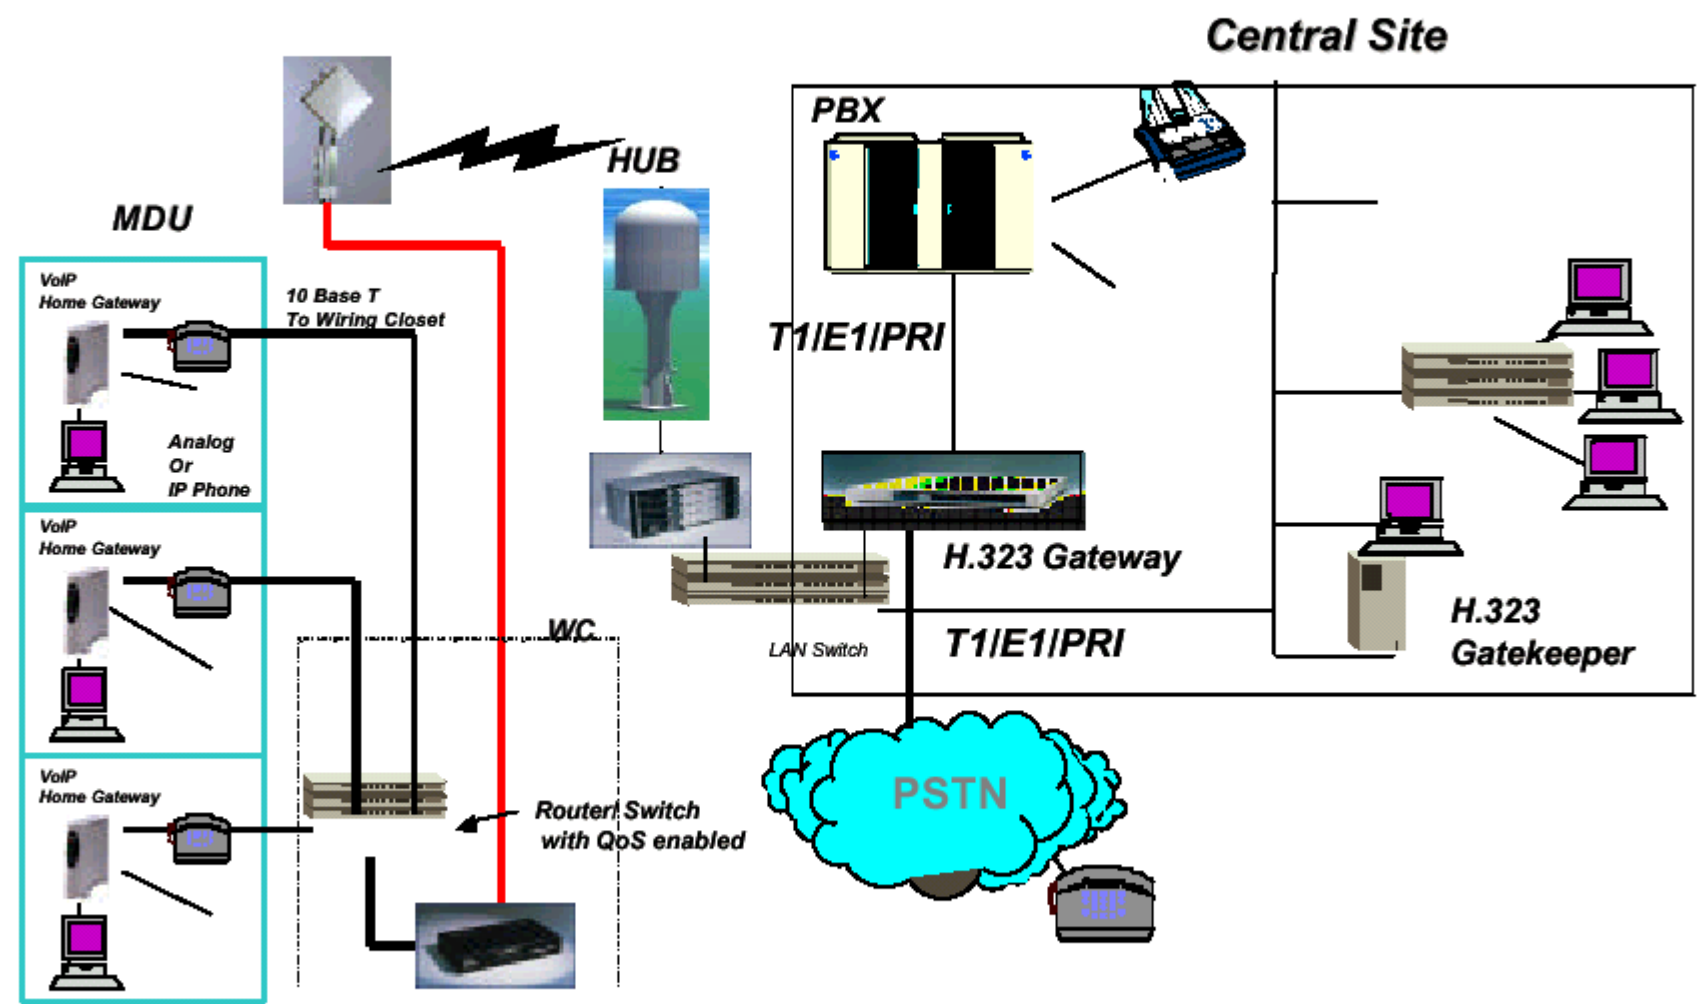 Central Site
PBX
HUB
MDU
VoIP
Home Gateway
10 Base T
To Wiring Closet
T1/E1/PRI
Analog
Or
IP Phone
VoIP
Home Gateway
H.323 Gateway
WC
LAN Switch
T1/E1/PRI
H.323
Gatekeeper
VoIP
Home Gateway
Router/ Switch
with QoS enabled
PSTN